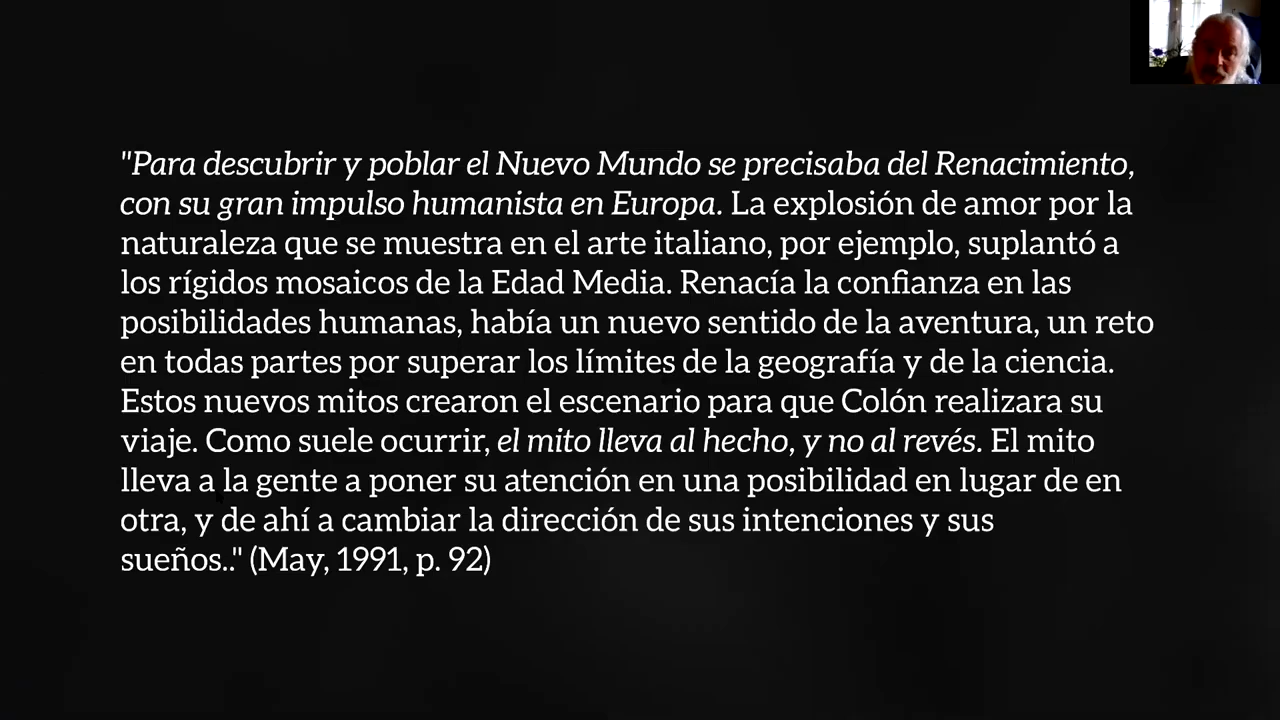 "Para descubrir y poblar el Nuevo Mundo se precisaba del Renacimiento,
con su gran impulso humanista en Europa. La explosión de amor por la
naturaleza que se muestra en el arte italiano, por ejemplo, suplantó a
los rígidos mosaicos de la Edad Media. Renacía la confianza en las
posibilidades humanas, había un nuevo sentido de la aventura, un reto
en todas partes por superar los límites de la geografía y de la ciencia.
Estos nuevos mitos crearon el escenario para que Colón realizara su
viaje. Como suele ocurrir, el mito lleva al hecho, y no al revés. El mito
lleva a la gente a poner su atención en una posibilidad en lugar de en
otra, y de ahí a cambiar la dirección de sus intenciones y sus
sueños.." (May, 1991, p. 92)